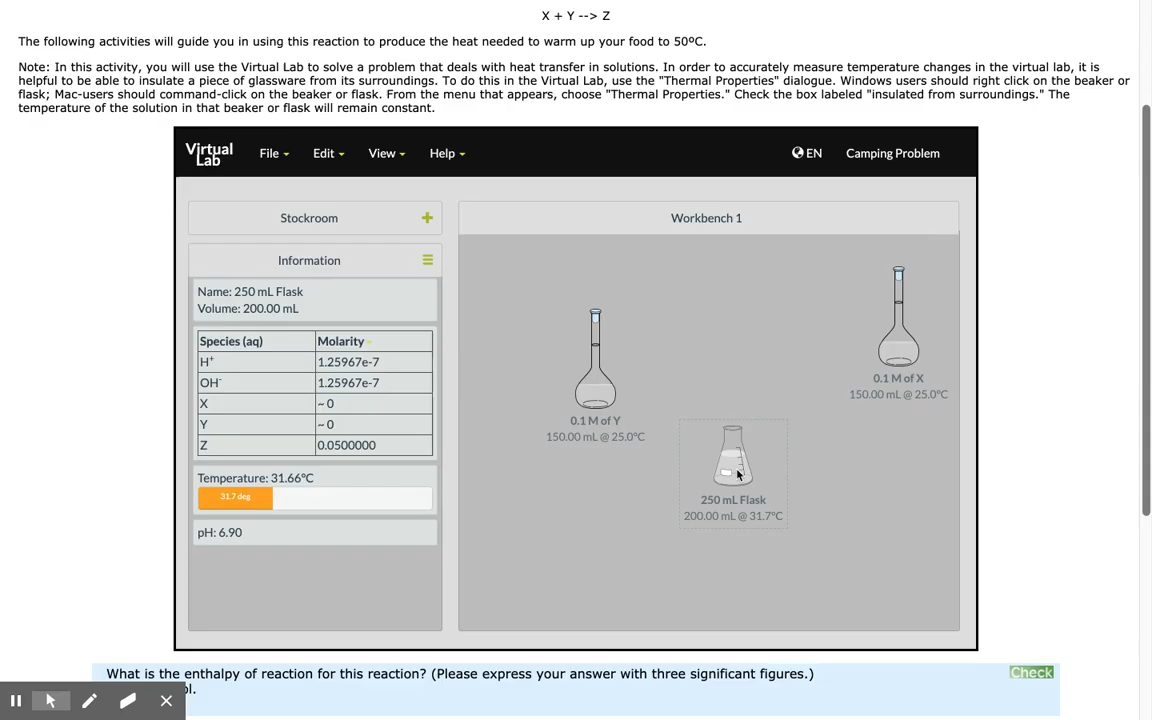 X + Y --> Z
The following activities will guide you in using this reaction to produce the heat needed to warm up your food to 50ºC.
Note: In this activity, you will use the Virtual Lab to solve a problem that deals with heat transfer in solutions. In order to accurately measure temperature changes in the virtual lab, it is
helpful to be able to insulate a piece of glassware from its surroundings. To do this in the Virtual Lab, use the "Thermal Properties" dialogue. Windows users should right click on the beaker or
flask; Mac-users should command-click on the beaker or flask. From the menu that appears, choose "Thermal Properties." Check the box labeled "insulated from surroundings." The
temperature of the solution in that beaker or flask will remain constant.
Virtual Lab File Edit View Help EN Camping Problem
Stockroom
Information
Name: 250 mL Flask
Volume: 200.00 mL
Species (aq) Molarity
H⁺ 1.25967e-7
OH⁻ 1.25967e-7
X ~ 0
Y ~ 0
Z 0.0500000
Temperature: 31.66ºC
31.7 deg
pH: 6.90
Workbench 1
0.1 M of X
150.00 mL @ 25.0ºC
0.1 M of Y
150.00 mL @ 25.0ºC
250 mL Flask
200.00 mL @ 31.7ºC
What is the enthalpy of reaction for this reaction? (Please express your answer with three significant figures.) Check
ol.